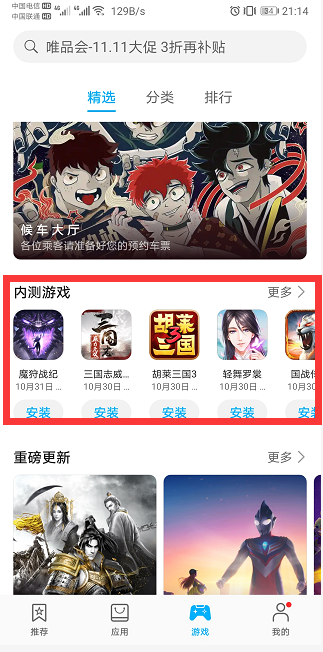 中国电信 HD 4G 4G 129B/s 84 21:14
中国联通 HD
唯品会-11.11大促 3折再补贴
精选 分类 排行
候车大厅
各位乘客请准备好您的预约车票
内测游戏 更多
魔狩战纪 三国志威... 胡莱三国3 轻舞罗裳 国战传
10月31日 ... 10月30日 ... 10月30日 ... 10月30日 ... 10月30
安装 安装 安装 安装 安装
重磅更新 更多
推荐 应用 游戏 我的